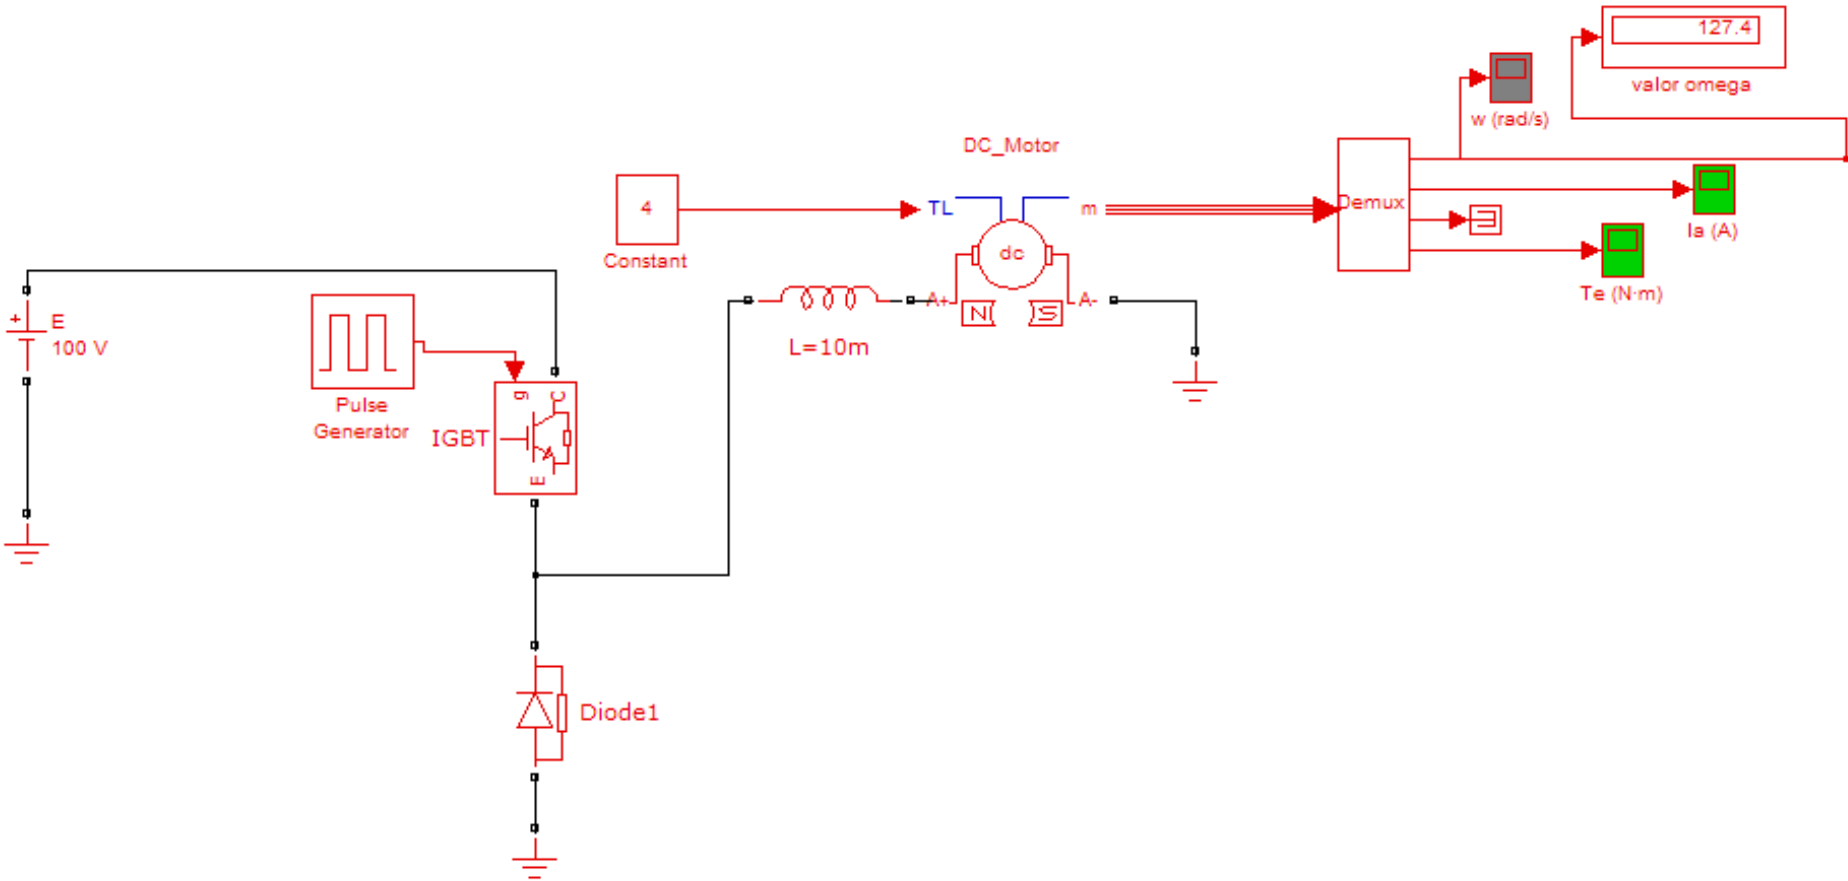 127.4
valor omega
w (rad/s)
DC_Motor
4
Constant
TL
m
Demux
Ia (A)
Te (N·m)
dc
A+
A-
N
S
L=10m
+
E
100 V
Pulse
Generator
g
C
IGBT
E
Diode1